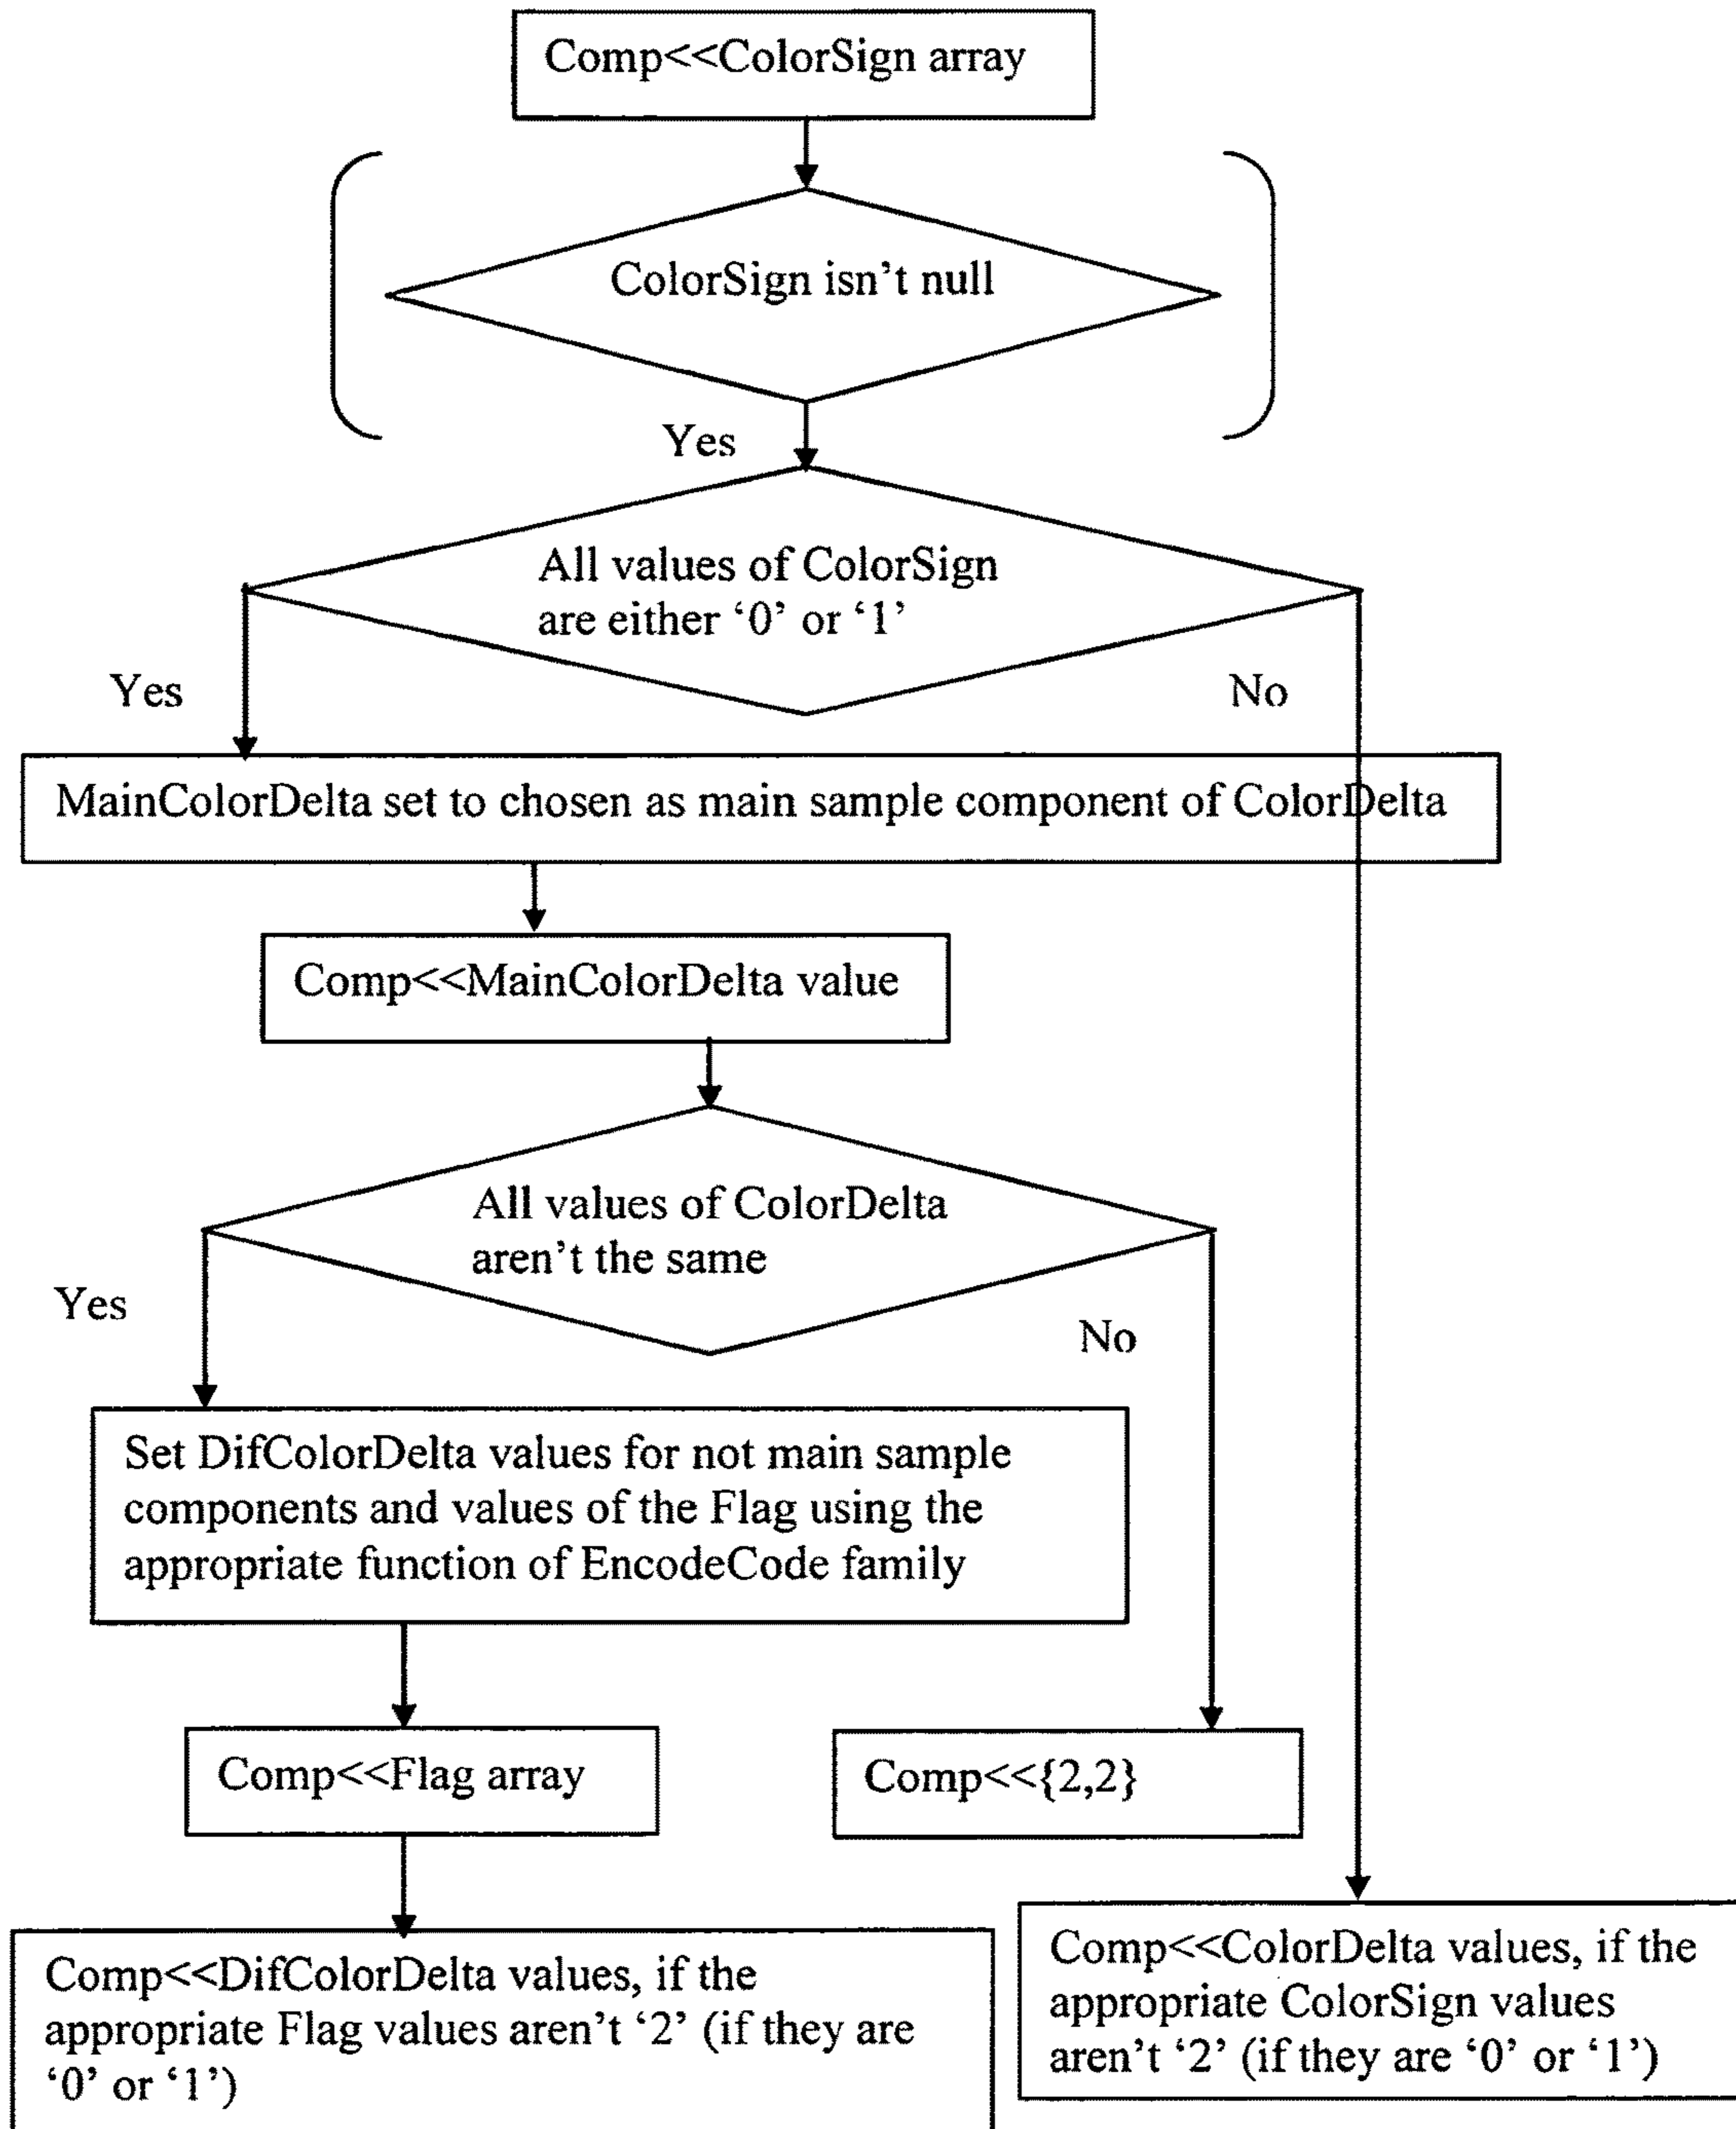 Comp<<ColorSign array
ColorSign isn't null
Yes
All values of ColorSign
are either ‘0’ or ‘1’
Yes
No
MainColorDelta set to chosen as main sample component of ColorDelta
Comp<<MainColorDelta value
All values of ColorDelta
aren't the same
Yes
No
Set DifColorDelta values for not main sample
components and values of the Flag using the
appropriate function of EncodeCode family
Comp<<Flag array
Comp<<{2,2}
Comp<<DifColorDelta values, if the
appropriate Flag values aren't ‘2’ (if they are
‘0’ or ‘1’)
Comp<<ColorDelta values, if the
appropriate ColorSign values
aren't ‘2’ (if they are ‘0’ or ‘1’)